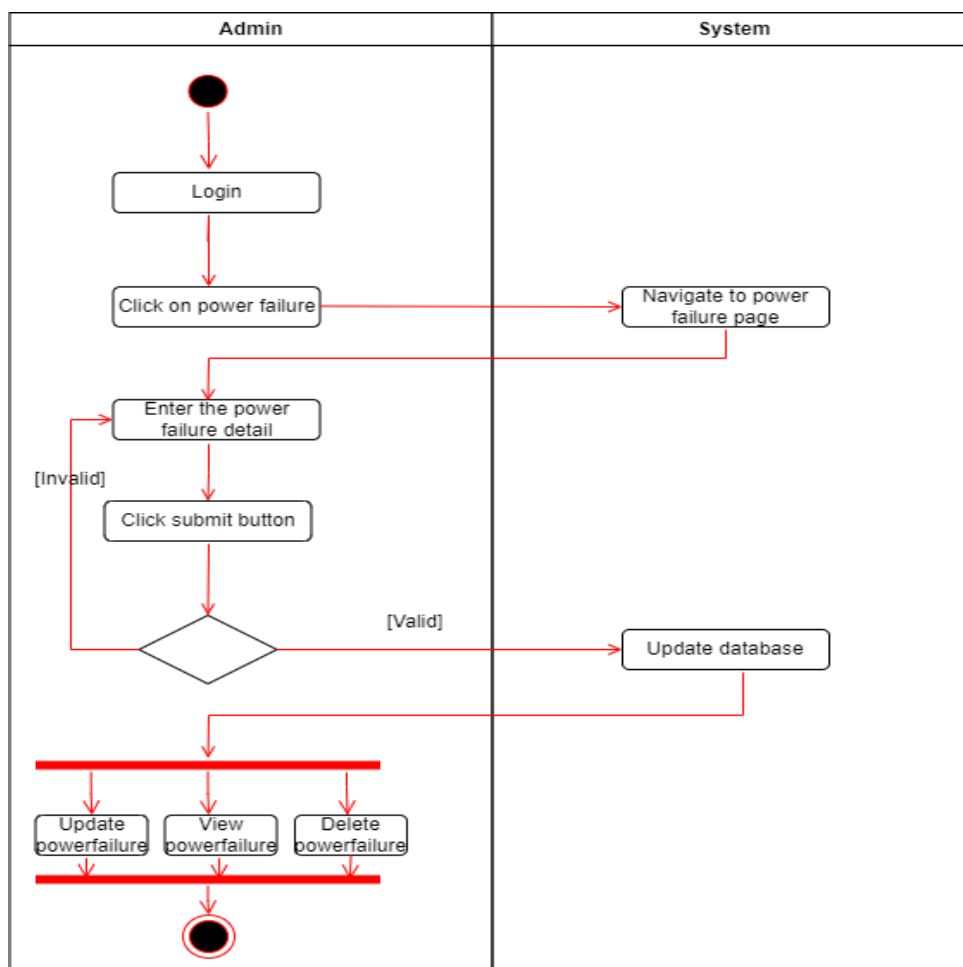 Admin
System
Login
Click on power failure
Navigate to power
failure page
Enter the power
failure detail
[Invalid]
Click submit button
[Valid]
Update database
Update
powerfailure
View
powerfailure
Delete
powerfailure